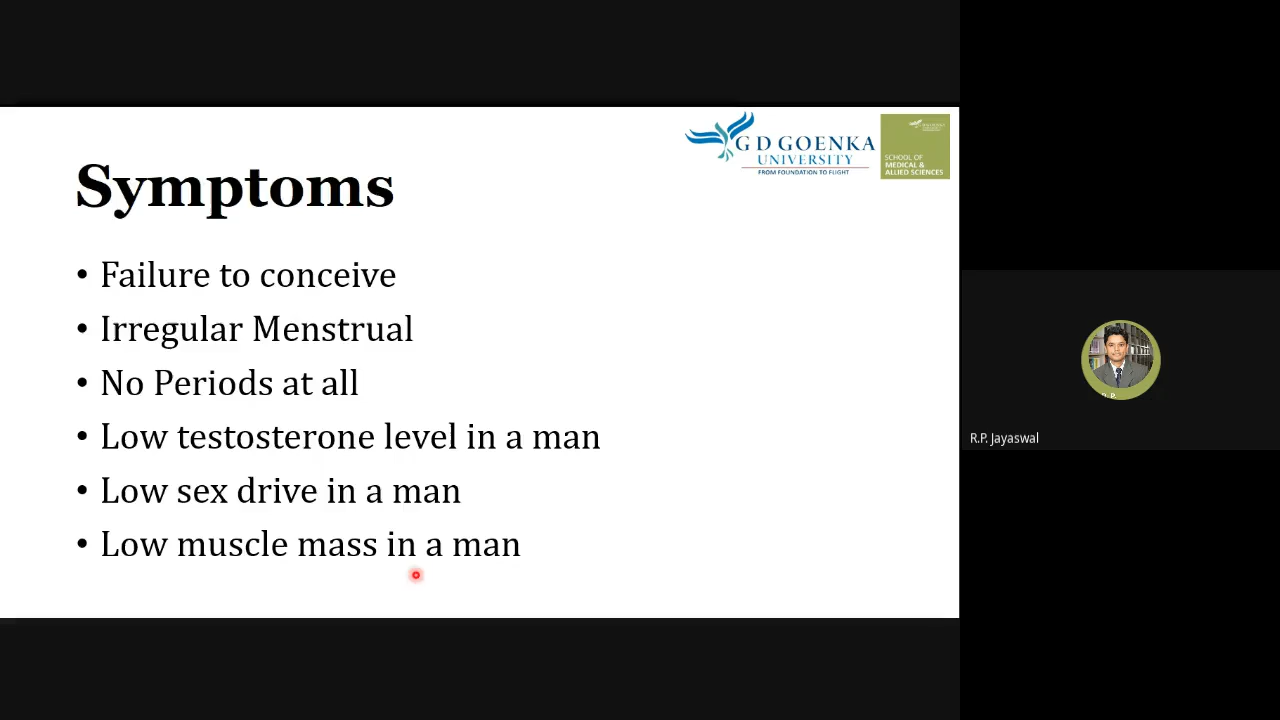 G D GOENKA
UNIVERSITY
FROM FOUNDATION TO FLIGHT
SCHOOL OF
MEDICAL &
ALLIED SCIENCES
Symptoms
• Failure to conceive
• Irregular Menstrual
• No Periods at all
• Low testosterone level in a man
• Low sex drive in a man
• Low muscle mass in a man
R.P. Jayaswal